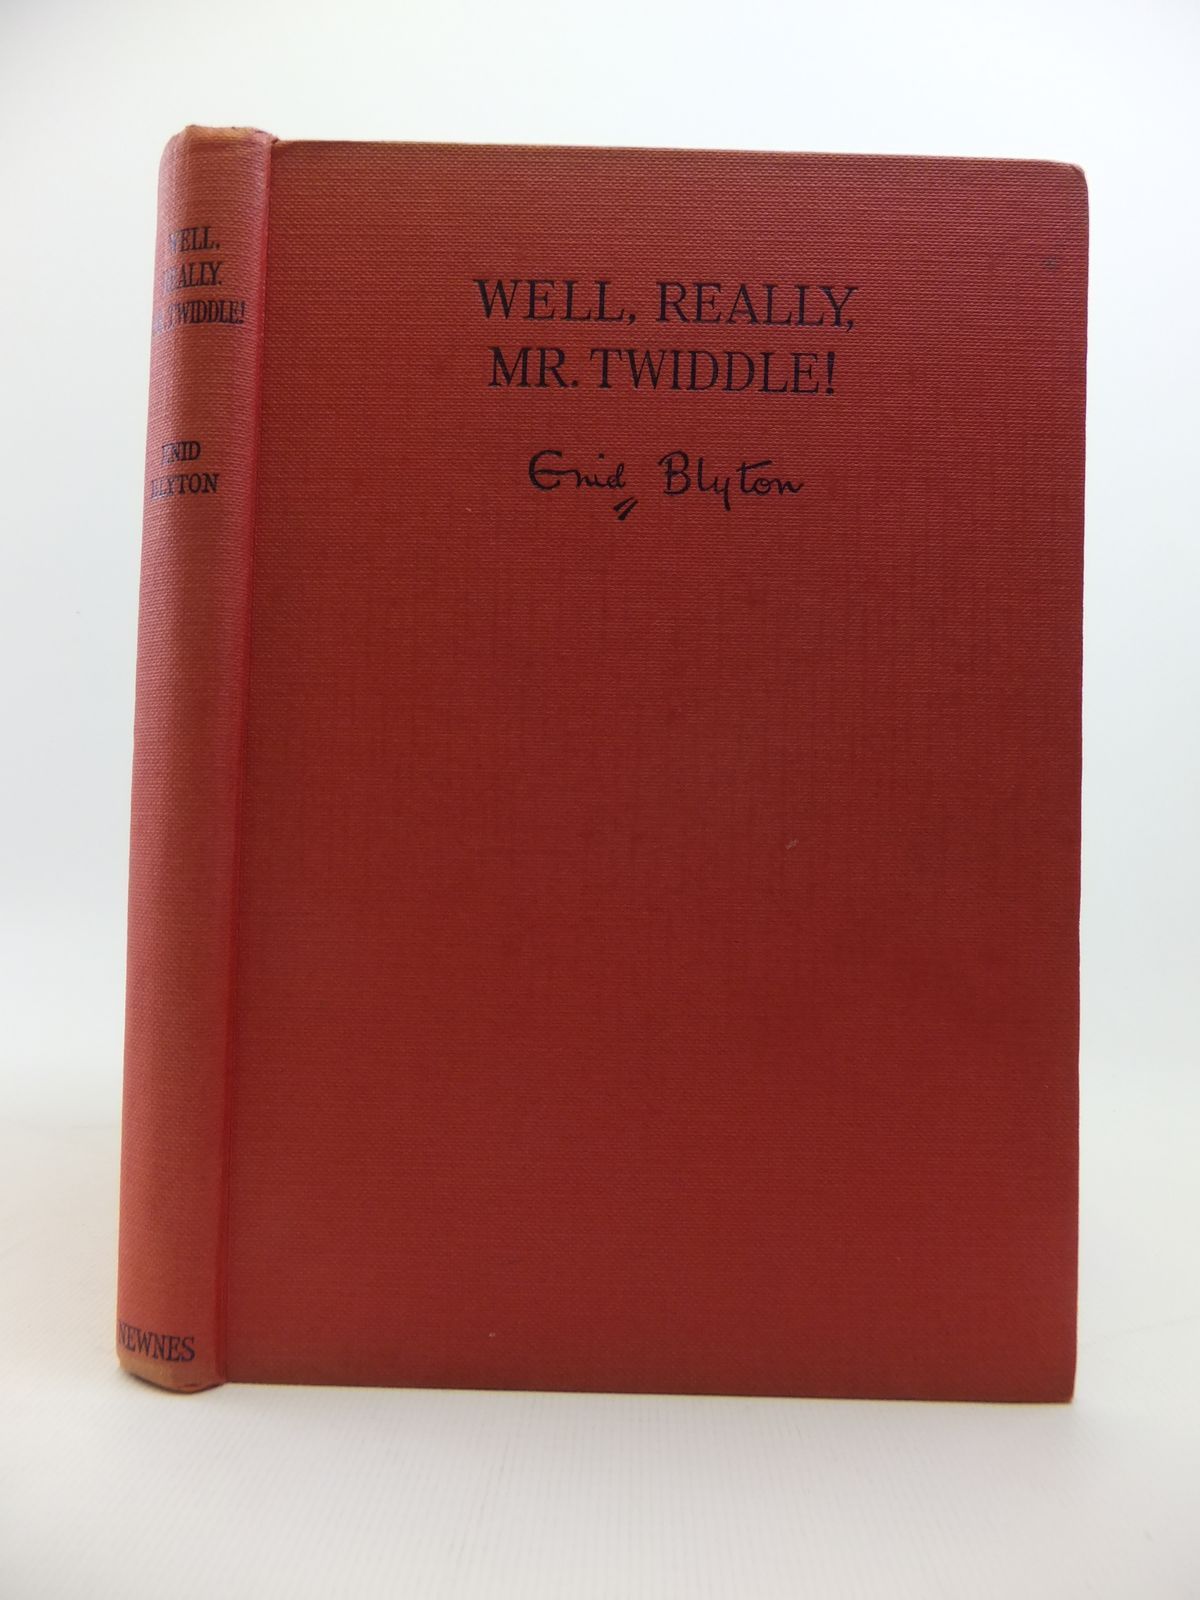 WELL, REALLY,
MR. TWIDDLE!
Enid Blyton
WELL,
REALLY,
MR. TWIDDLE!
ENID
BLYTON
NEWNES